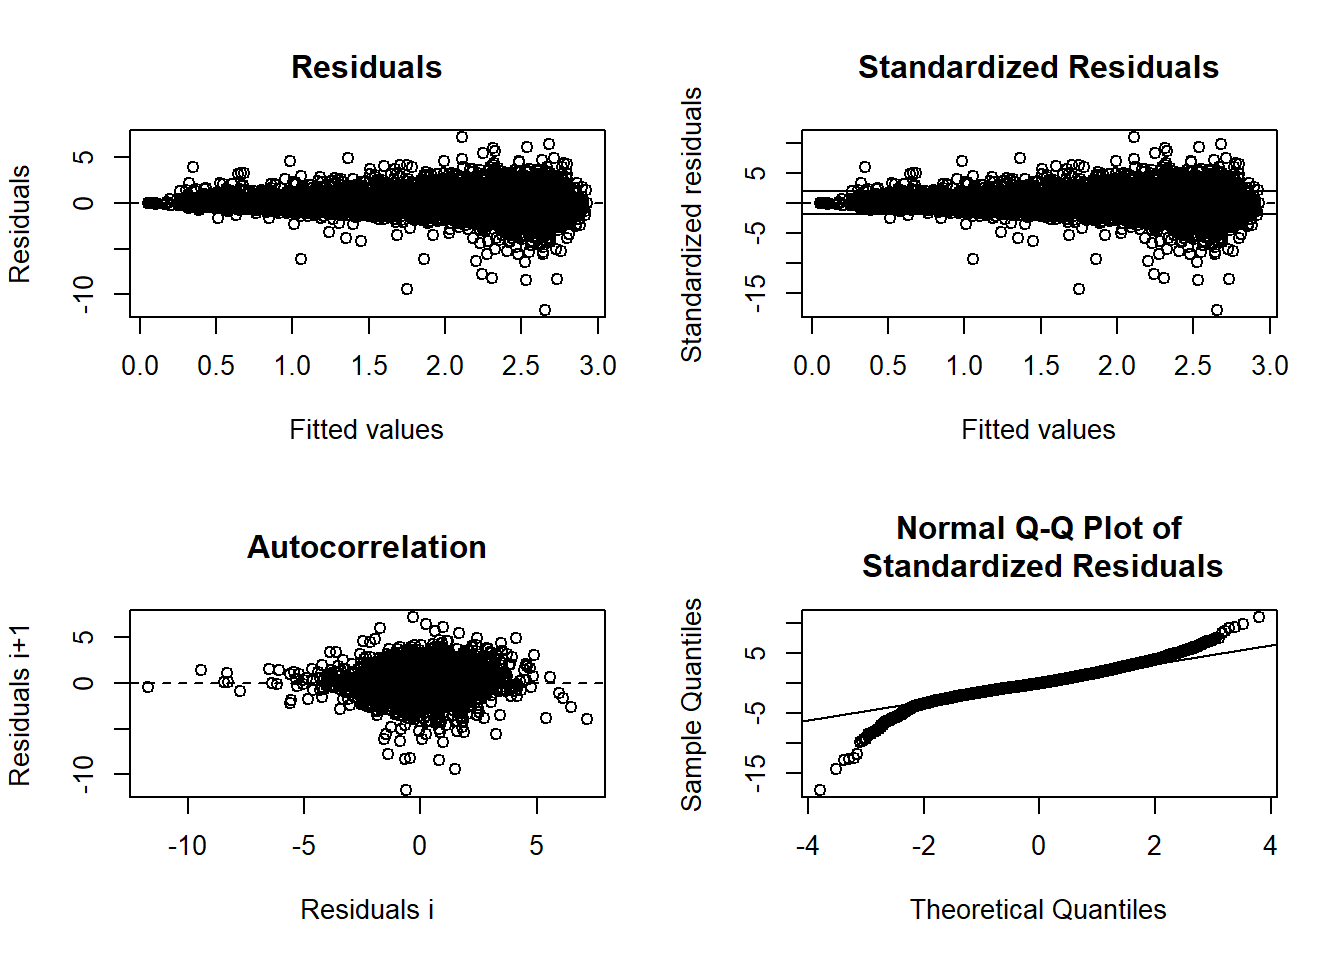 Residuals
Residuals
5
0
-10
0.0 0.5 1.0 1.5 2.0 2.5 3.0
Fitted values
Standardized Residuals
Standardized residuals
5
-5
-15
0.0 0.5 1.0 1.5 2.0 2.5 3.0
Fitted values
Autocorrelation
Residuals i+1
5
0
-10
-10 -5 0 5
Residuals i
Normal Q-Q Plot of
Standardized Residuals
Sample Quantiles
5
-5
-15
-4 -2 0 2 4
Theoretical Quantiles